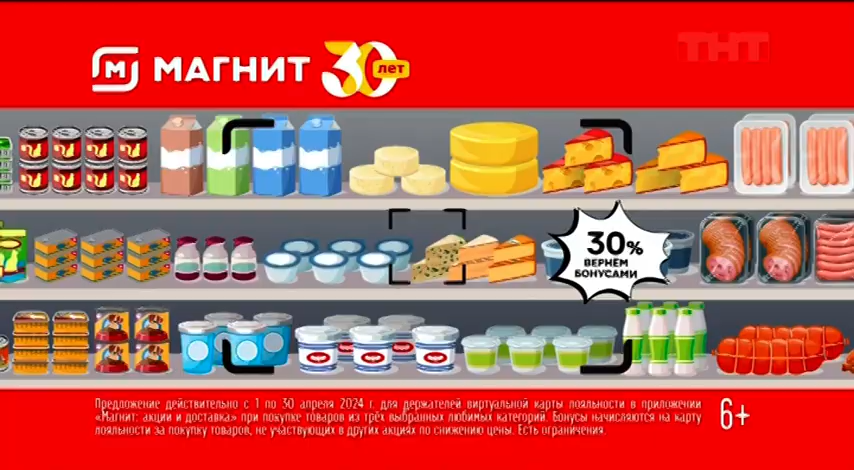 МАГНИТ 30 лет
ТНТ
30%
ВЕРНЁМ
БОНУСАМИ
Предложение действительно с 1 по 30 апреля 2024 г. для держателей виртуальной карты лояльности в приложении
«Магнит: акции и доставка» при покупке товаров из трёх выбранных любимых категорий. Бонусы начисляются на карту
лояльности за покупку товаров, не участвующих в других акциях по снижению цены. Есть ограничения.
6+